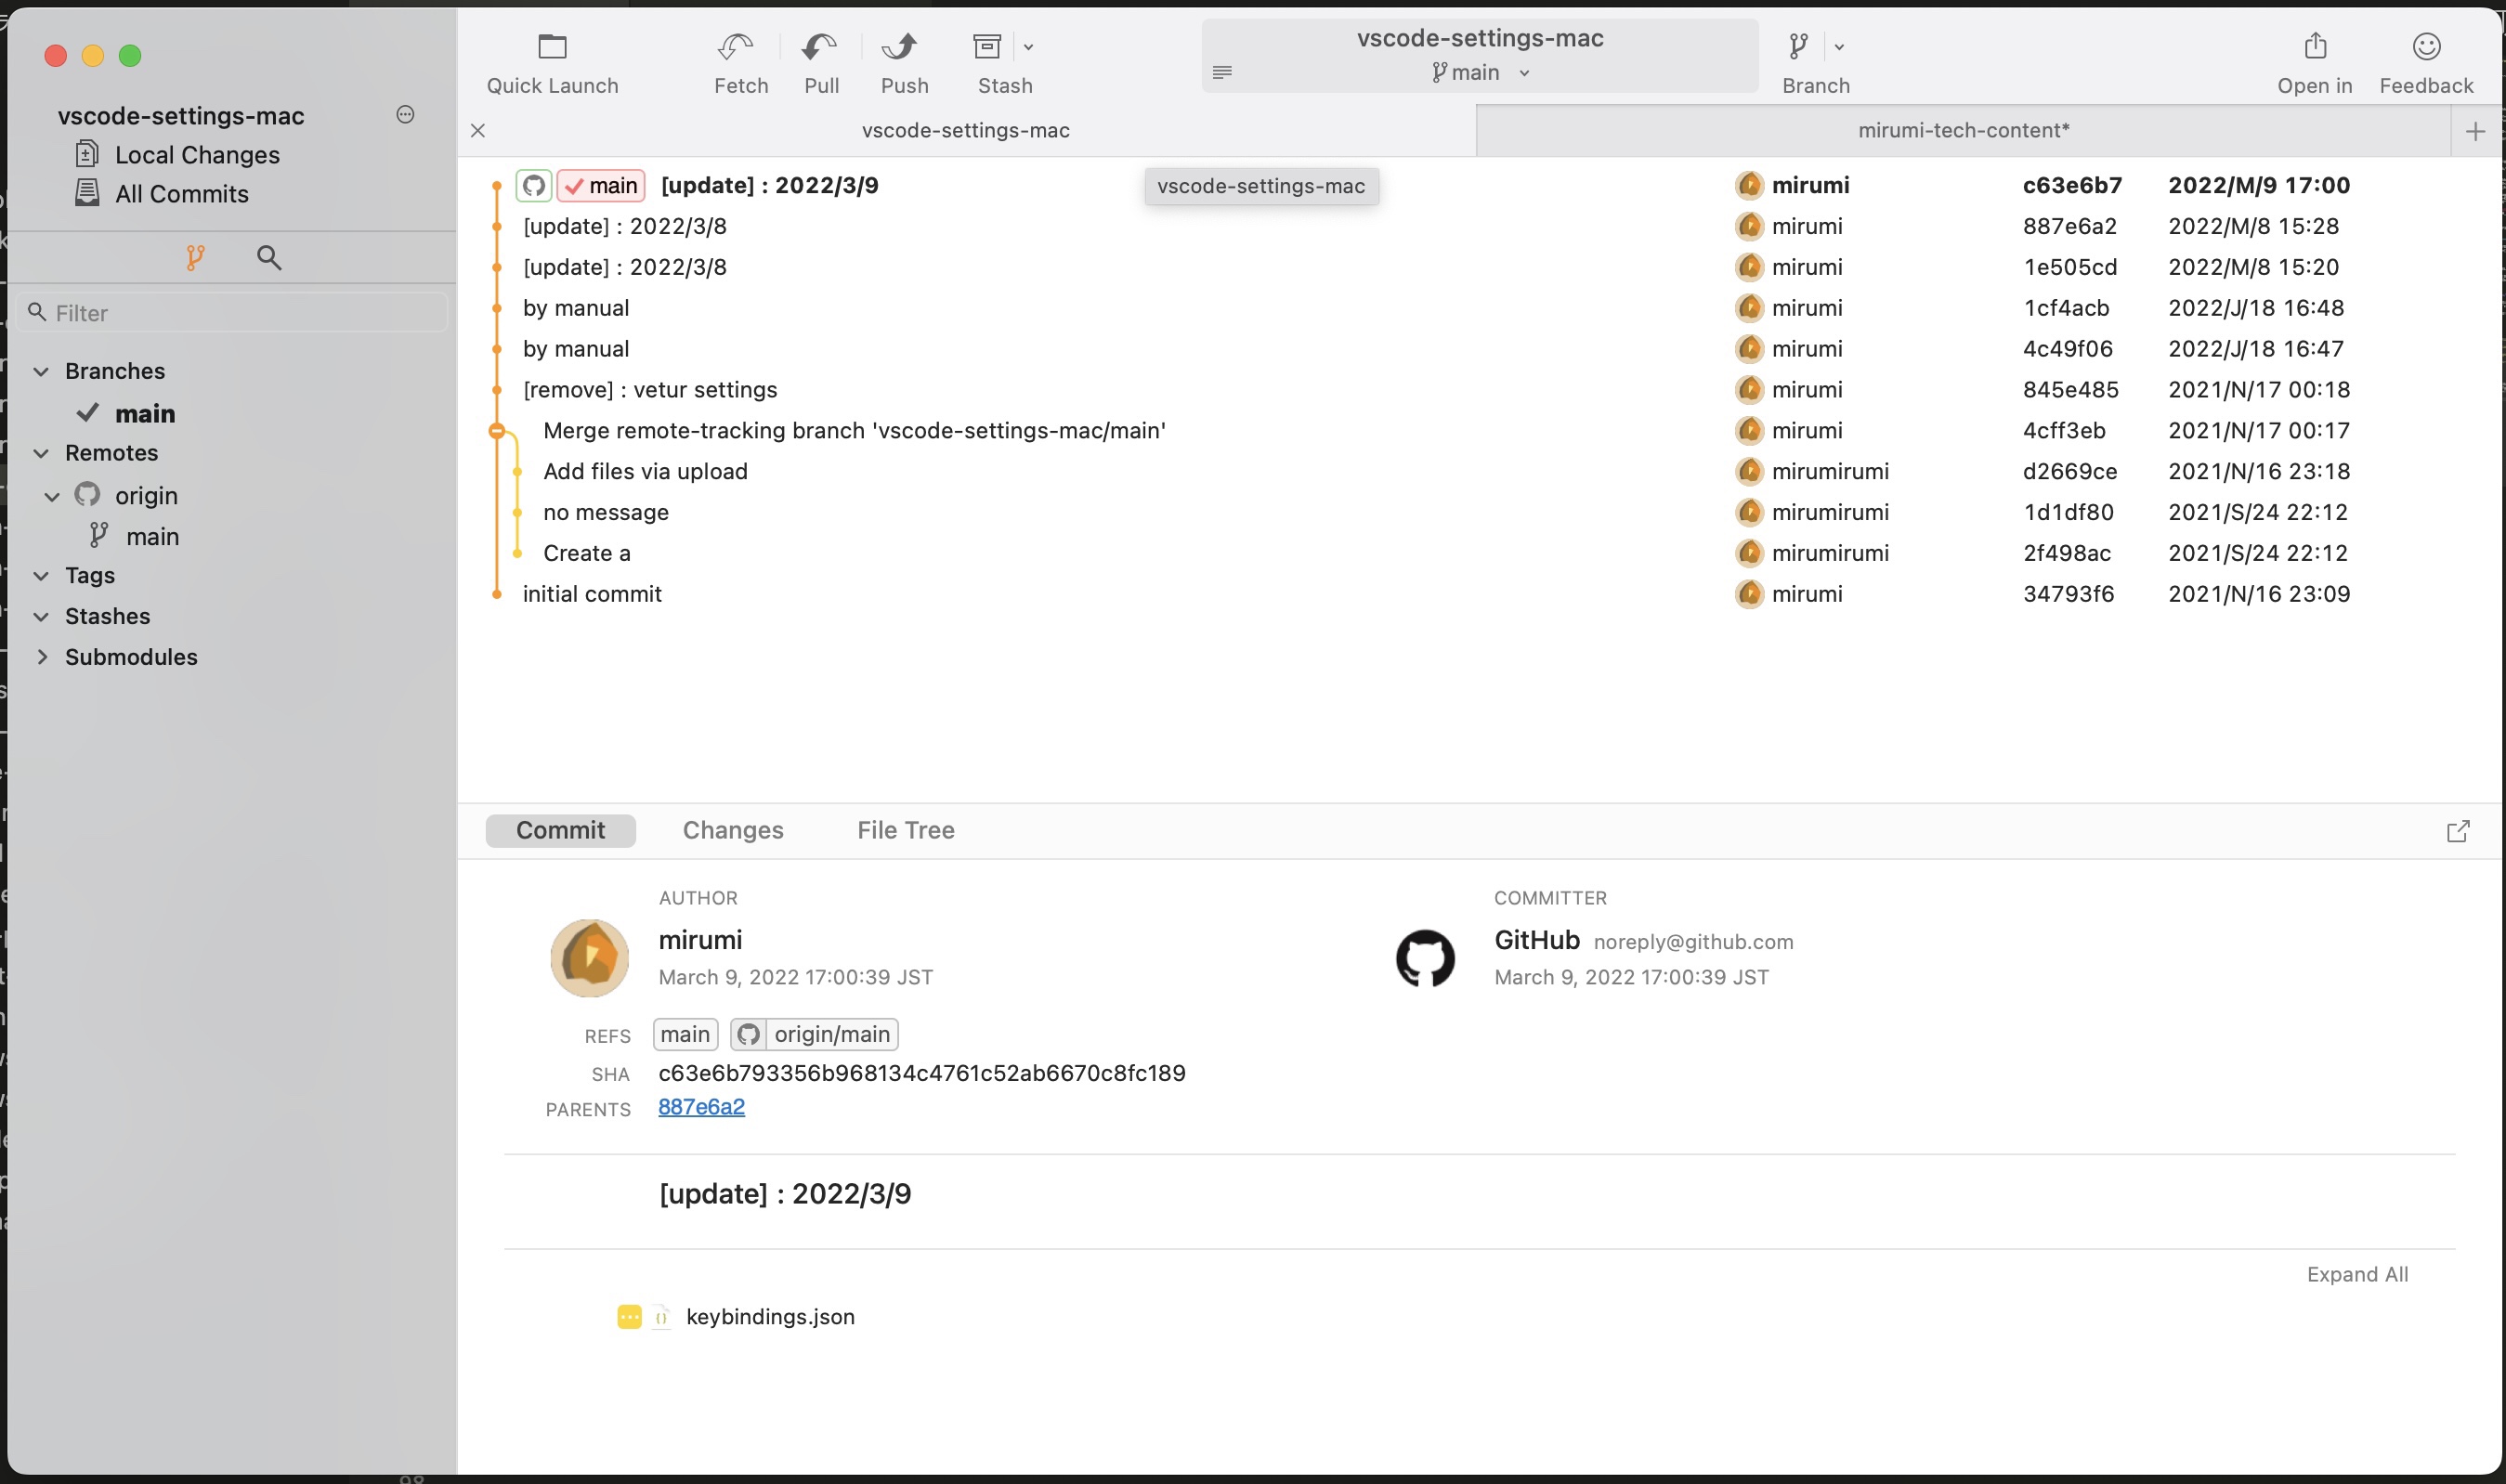 Quick Launch
Fetch
Pull
Push
Stash
vscode-settings-mac
main
Branch
Open in
Feedback
vscode-settings-mac
Local Changes
All Commits
Filter
Branches
main
Remotes
origin
main
Tags
Stashes
Submodules
vscode-settings-mac
mirumi-tech-content*
main [update] : 2022/3/9 mirumi c63e6b7 2022/M/9 17:00
vscode-settings-mac
[update] : 2022/3/8 mirumi 887e6a2 2022/M/8 15:28
[update] : 2022/3/8 mirumi 1e505cd 2022/M/8 15:20
by manual mirumi 1cf4acb 2022/J/18 16:48
by manual mirumi 4c49f06 2022/J/18 16:47
[remove] : vetur settings mirumi 845e485 2021/N/17 00:18
Merge remote-tracking branch 'vscode-settings-mac/main' mirumi 4cff3eb 2021/N/17 00:17
Add files via upload mirumirumi d2669ce 2021/N/16 23:18
no message mirumirumi 1d1df80 2021/S/24 22:12
Create a mirumirumi 2f498ac 2021/S/24 22:12
initial commit mirumi 34793f6 2021/N/16 23:09
Commit
Changes
File Tree
AUTHOR
mirumi
March 9, 2022 17:00:39 JST
COMMITTER
GitHub noreply@github.com
March 9, 2022 17:00:39 JST
REFS main origin/main
SHA c63e6b793356b968134c4761c52ab6670c8fc189
PARENTS 887e6a2
[update] : 2022/3/9
Expand All
keybindings.json